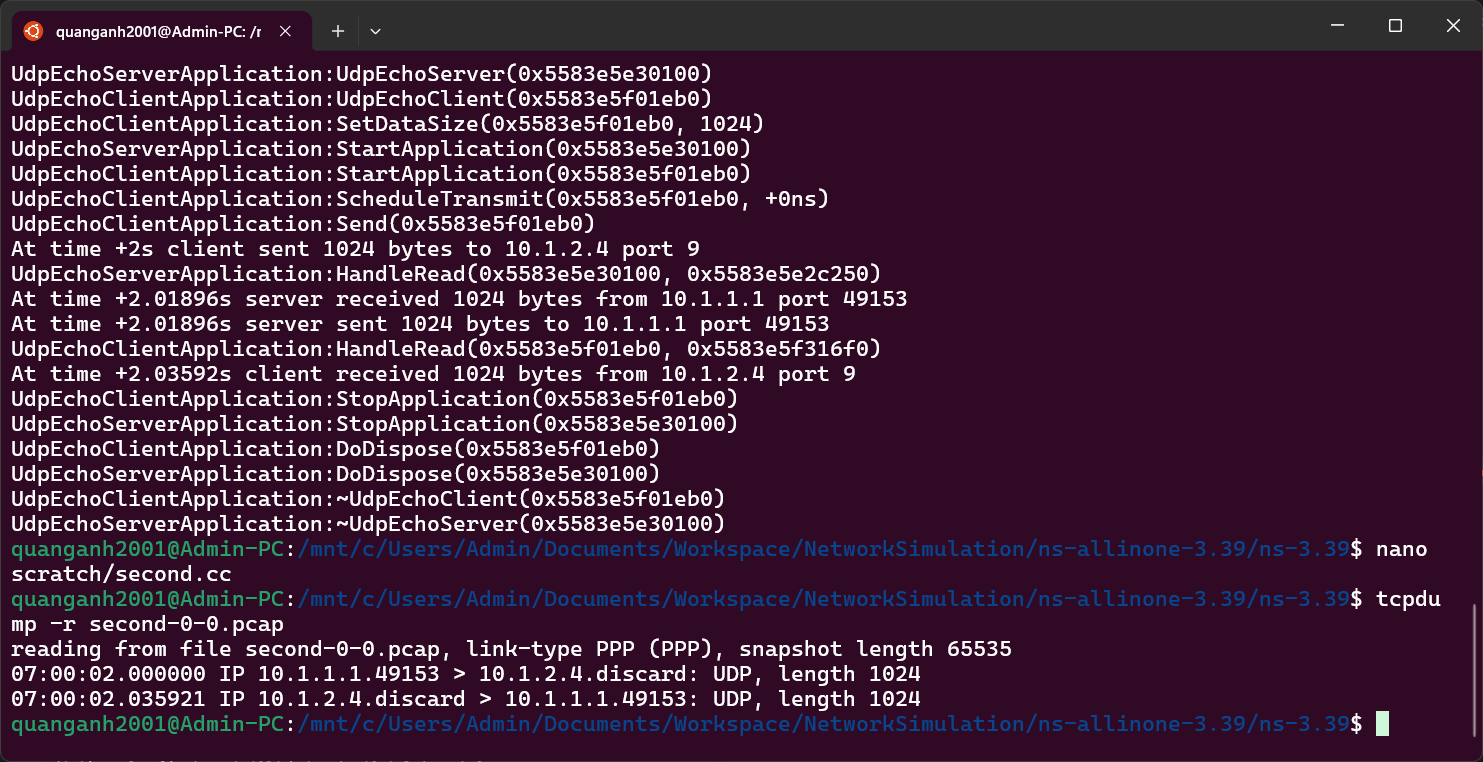 quanganh2001@Admin-PC: /r
UdpEchoServerApplication:UdpEchoServer(0x5583e5e30100)
UdpEchoClientApplication:UdpEchoClient(0x5583e5f01eb0)
UdpEchoClientApplication:SetDataSize(0x5583e5f01eb0, 1024)
UdpEchoServerApplication:StartApplication(0x5583e5e30100)
UdpEchoClientApplication:StartApplication(0x5583e5f01eb0)
UdpEchoClientApplication:ScheduleTransmit(0x5583e5f01eb0, +0ns)
UdpEchoClientApplication:Send(0x5583e5f01eb0)
At time +2s client sent 1024 bytes to 10.1.2.4 port 9
UdpEchoServerApplication:HandleRead(0x5583e5e30100, 0x5583e5e2c250)
At time +2.01896s server received 1024 bytes from 10.1.1.1 port 49153
At time +2.01896s server sent 1024 bytes to 10.1.1.1 port 49153
UdpEchoClientApplication:HandleRead(0x5583e5f01eb0, 0x5583e5f316f0)
At time +2.03592s client received 1024 bytes from 10.1.2.4 port 9
UdpEchoClientApplication:StopApplication(0x5583e5f01eb0)
UdpEchoServerApplication:StopApplication(0x5583e5e30100)
UdpEchoClientApplication:DoDispose(0x5583e5f01eb0)
UdpEchoServerApplication:DoDispose(0x5583e5e30100)
UdpEchoClientApplication:~UdpEchoClient(0x5583e5f01eb0)
UdpEchoServerApplication:~UdpEchoServer(0x5583e5e30100)
quanganh2001@Admin-PC:/mnt/c/Users/Admin/Documents/Workspace/NetworkSimulation/ns-allinone-3.39/ns-3.39$ nano
scratch/second.cc
quanganh2001@Admin-PC:/mnt/c/Users/Admin/Documents/Workspace/NetworkSimulation/ns-allinone-3.39/ns-3.39$ tcpdu
mp -r second-0-0.pcap
reading from file second-0-0.pcap, link-type PPP (PPP), snapshot length 65535
07:00:02.000000 IP 10.1.1.1.49153 > 10.1.2.4.discard: UDP, length 1024
07:00:02.035921 IP 10.1.2.4.discard > 10.1.1.1.49153: UDP, length 1024
quanganh2001@Admin-PC:/mnt/c/Users/Admin/Documents/Workspace/NetworkSimulation/ns-allinone-3.39/ns-3.39$